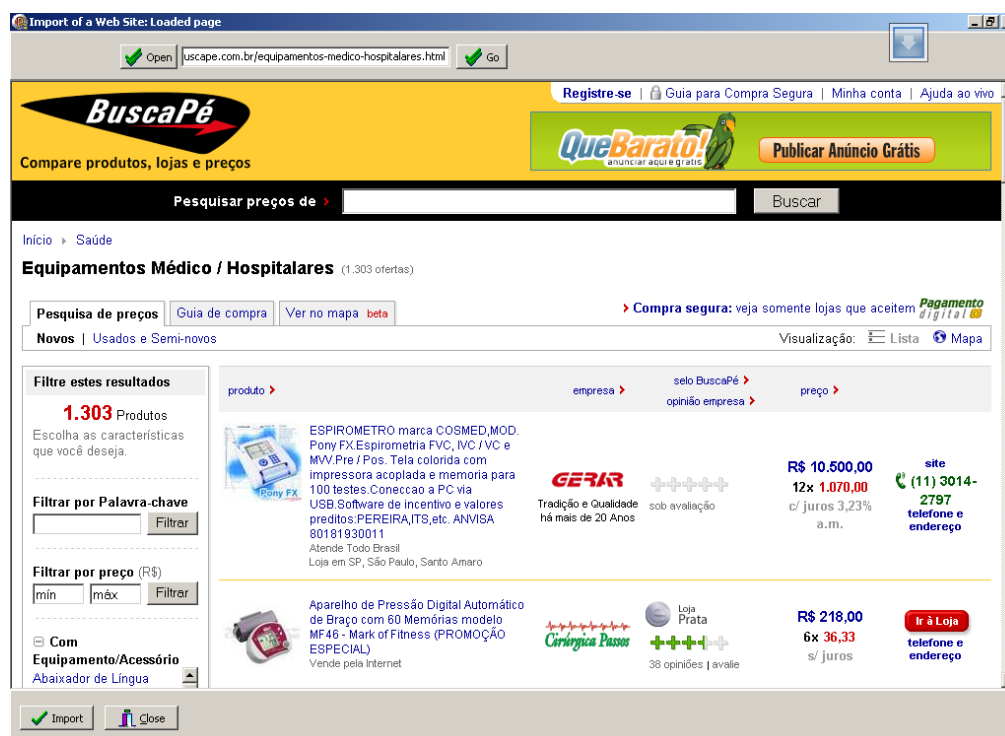 Import of a Web Site: Loaded page
Open uscape.com.br/equipamentos-medico-hospitalares.html Go
Registre-se | Guia para Compra Segura | Minha conta | Ajuda ao vivo
BuscaPé
Compare produtos, lojas e preços
QueBarato!
anunciar aqui e gratis
Publicar Anúncio Grátis
Pesquisar preços de Buscar
Início Saúde
Equipamentos Médico / Hospitalares (1.303 ofertas)
Pesquisa de preços Guia de compra Ver no mapa beta
Compra segura: veja somente lojas que aceitem Pagamento digital
Novos | Usados e Semi-novos
Visualização: Lista Mapa
Filtre estes resultados
1.303 Produtos
Escolha as características
que você deseja.
Filtrar por Palavra-chave
Filtrar
Filtrar por preço (R$)
mín máx Filtrar
Com
Equipamento/Acessório
Abaixador de Língua
produto empresa selo BuscaPé preço
opinião empresa
Pony FX
ESPIROMETRO marca COSMED,MOD.
Pony FX.Espirometria FVC, IVC / VC e
MVV.Pre / Pos. Tela colorida com
impressora acoplada e memoria para
100 testes.Coneccao a PC via
USB.Software de incentivo e valores
preditos:PEREIRA,ITS,etc. ANVISA
80181930011
Atende Todo Brasil
Loja em SP, São Paulo, Santo Amaro
GERAR
Tradição e Qualidade
há mais de 20 Anos
sob avaliação
R$ 10.500,00
12x 1.070,00
c/ juros 3,23%
a.m.
site
(11) 3014-
2797
telefone e
endereço
Aparelho de Pressão Digital Automático
de Braço com 60 Memórias modelo
MF46 - Mark of Fitness (PROMOÇÃO
ESPECIAL)
Vende pela Internet
Cirúrgica Passos
Loja
Prata
38 opiniões | avalie
R$ 218,00
6x 36,33
s/ juros
Ir à Loja
telefone e
endereço
Import Close